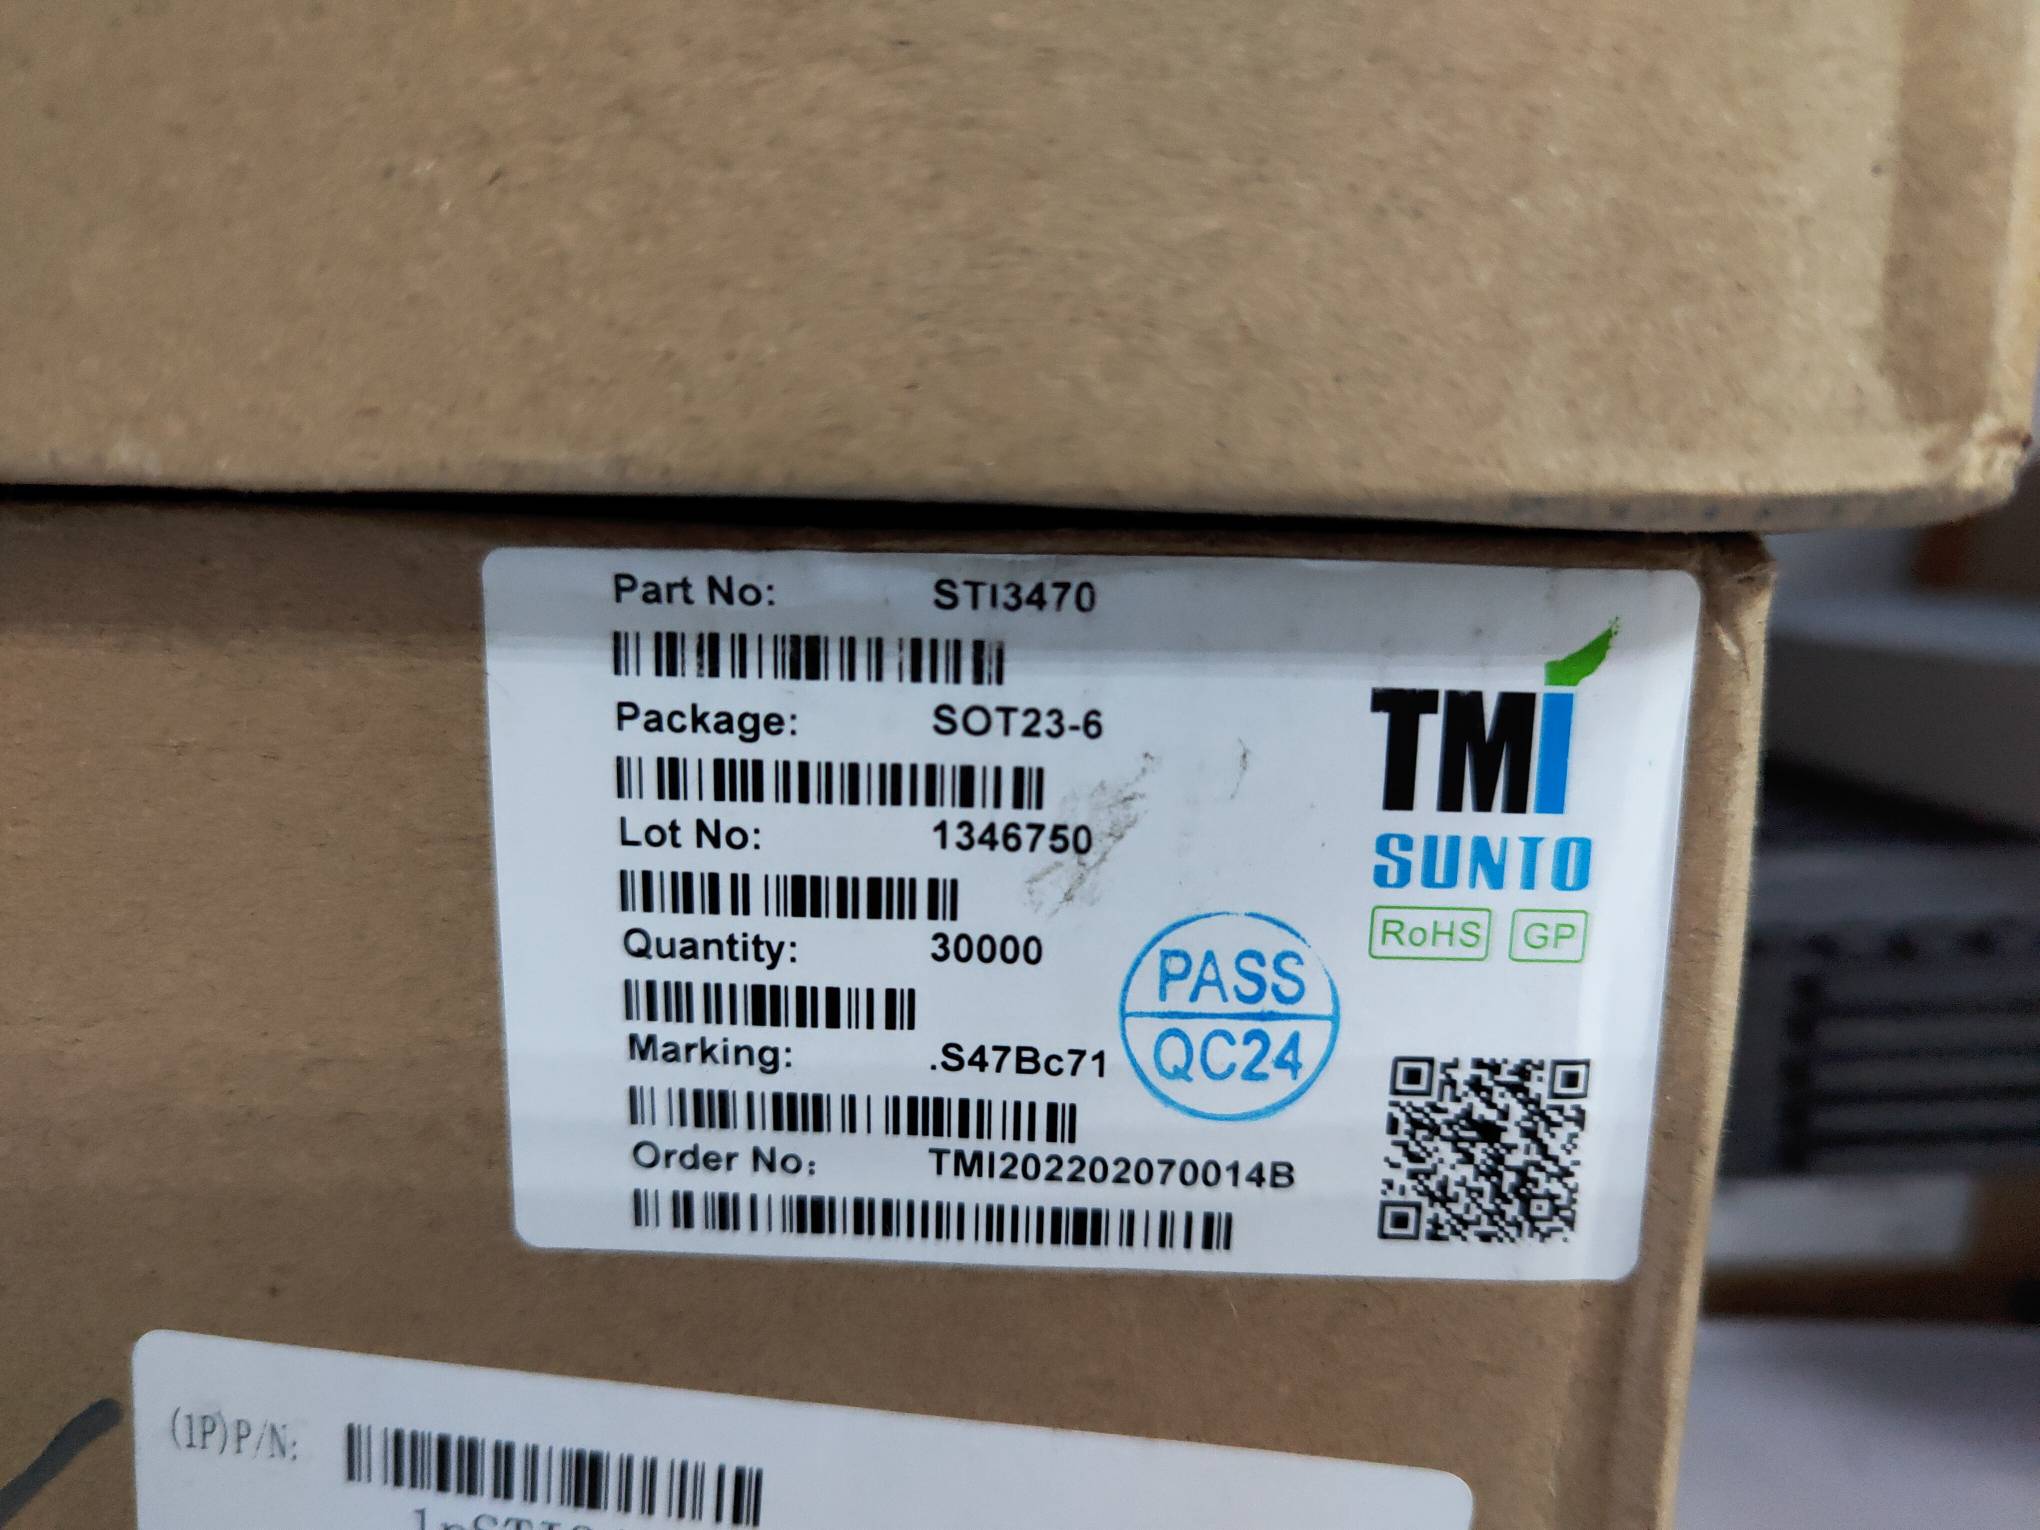 Part No: STI3470
Package: SOT23-6
Lot No: 1346750
Quantity: 30000
Marking: .S47Bc71
Order No: TMI202202070014B
TMI
SUNTO
RoHS GP
PASS
QC24
(1P)P/N: